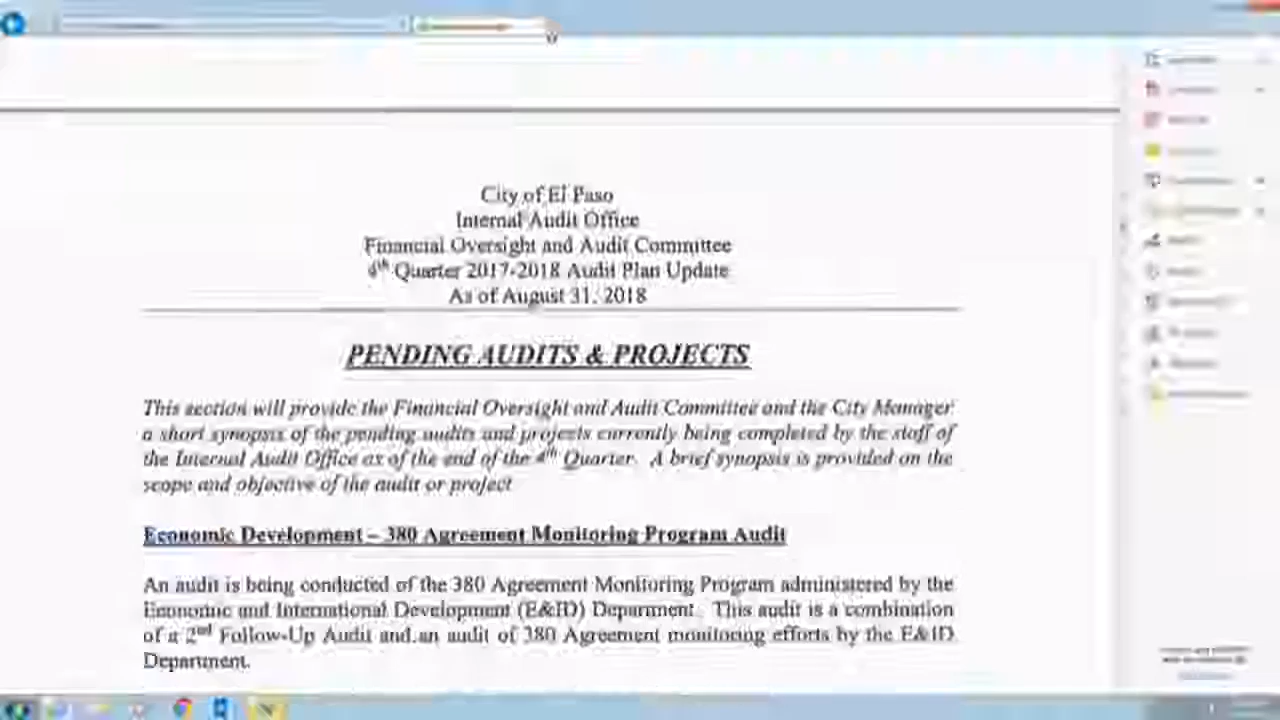 City of El Paso
Internal Audit Office
Financial Oversight and Audit Committee
4th Quarter 2017-2018 Audit Plan Update
As of August 31, 2018
PENDING AUDITS & PROJECTS
This section will provide the Financial Oversight and Audit Committee and the City Manager
a short synopsis of the pending audits and projects currently being completed by the staff of
the Internal Audit Office as of the end of the 4th Quarter. A brief synopsis is provided on the
scope and objective of the audit or project
Economic Development – 380 Agreement Monitoring Program Audit
An audit is being conducted of the 380 Agreement Monitoring Program administered by the
Economic and International Development (E&ID) Department. This audit is a combination
of a 2nd Follow-Up Audit and an audit of 380 Agreement monitoring efforts by the E&ID
Department.